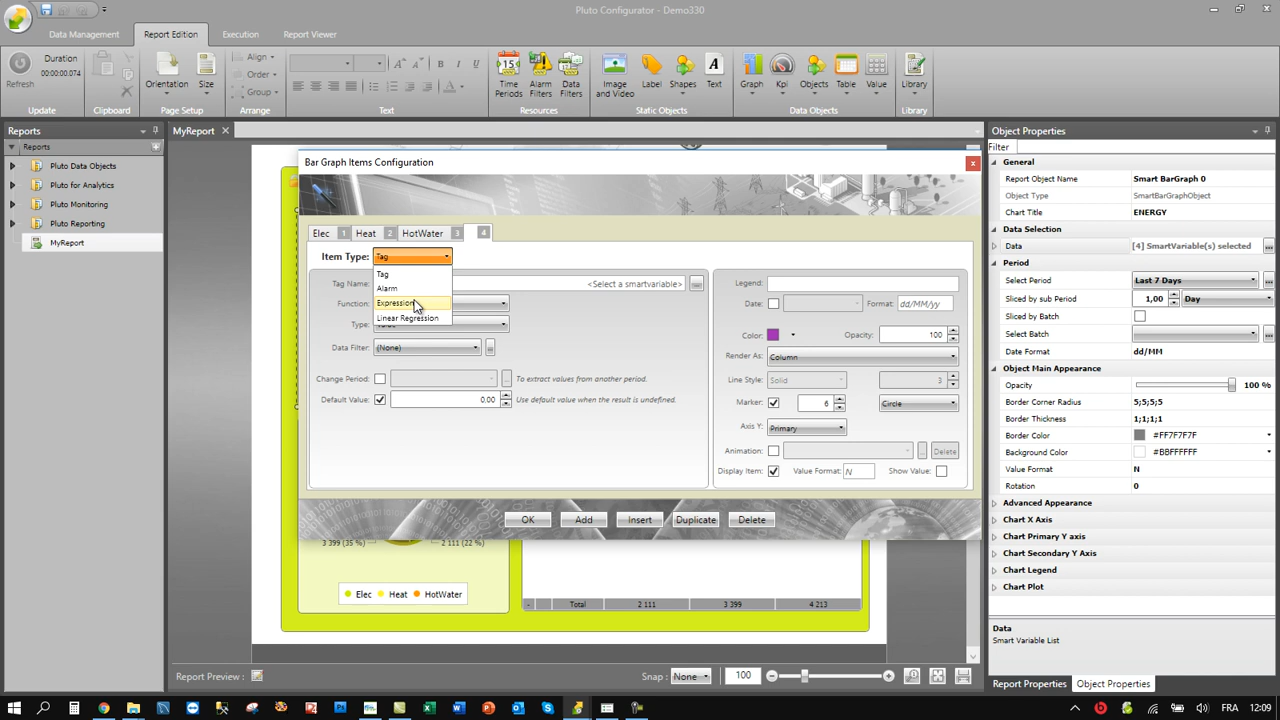 Pluto Configurator - Demo330
Data Management
Report Edition
Execution
Report Viewer
Refresh
Duration
00:00:00.074
Update
Clipboard
Orientation
Size
Page Setup
Align
Order
Group
Arrange
B I U
Text
Time Periods
Alarm Filters
Data Filters
Resources
Image and Video
Label
Shapes
Text
Static Objects
Graph
Kpi
Objects
Table
Value
Data Objects
Library
Library
Reports
Reports
Pluto Data Objects
Pluto for Analytics
Pluto Monitoring
Pluto Reporting
MyReport
MyReport
Bar Graph Items Configuration
Elec 1
Heat 2
HotWater 3
4
Item Type: Tag
Tag
Alarm
Expression
Linear Regression
Tag Name: <Select a smartvariable> ...
Function:
Type: Value
Data Filter: (None) ...
Change Period: ... To extract values from another period.
Default Value: 0.00 Use default value when the result is undefined.
Legend:
Date: Format: dd/MM/yy
Color: Opacity: 100
Render As: Column
Line Style: Solid 3
Marker: 6 Circle
Axis Y: Primary
Animation: ... Delete
Display Item: Value Format: N Show Value:
OK Add Insert Duplicate Delete
3 399 (35 %) 2 111 (22 %)
Elec Heat HotWater
- Total 2 111 3 399 4 213
Report Preview :
Snap : None 100
Object Properties
Filter
General
Report Object Name Smart BarGraph 0
Object Type SmartBarGraphObject
Chart Title ENERGY
Data Selection
Data [4] SmartVariable(s) selected ...
Period
Select Period Last 7 Days ...
Sliced by sub Period 1,00 Day
Sliced by Batch
Select Batch ...
Date Format dd/MM
Object Main Appearance
Opacity 100 %
Border Corner Radius 5;5;5;5
Border Thickness 1;1;1;1
Border Color #FF7F7F7F
Background Color #B8FFFFFF
Value Format N
Rotation 0
Advanced Appearance
Chart X Axis
Chart Primary Y axis
Chart Secondary Y Axis
Chart Legend
Chart Plot
Data
Smart Variable List
Report Properties
Object Properties
FRA 12:09